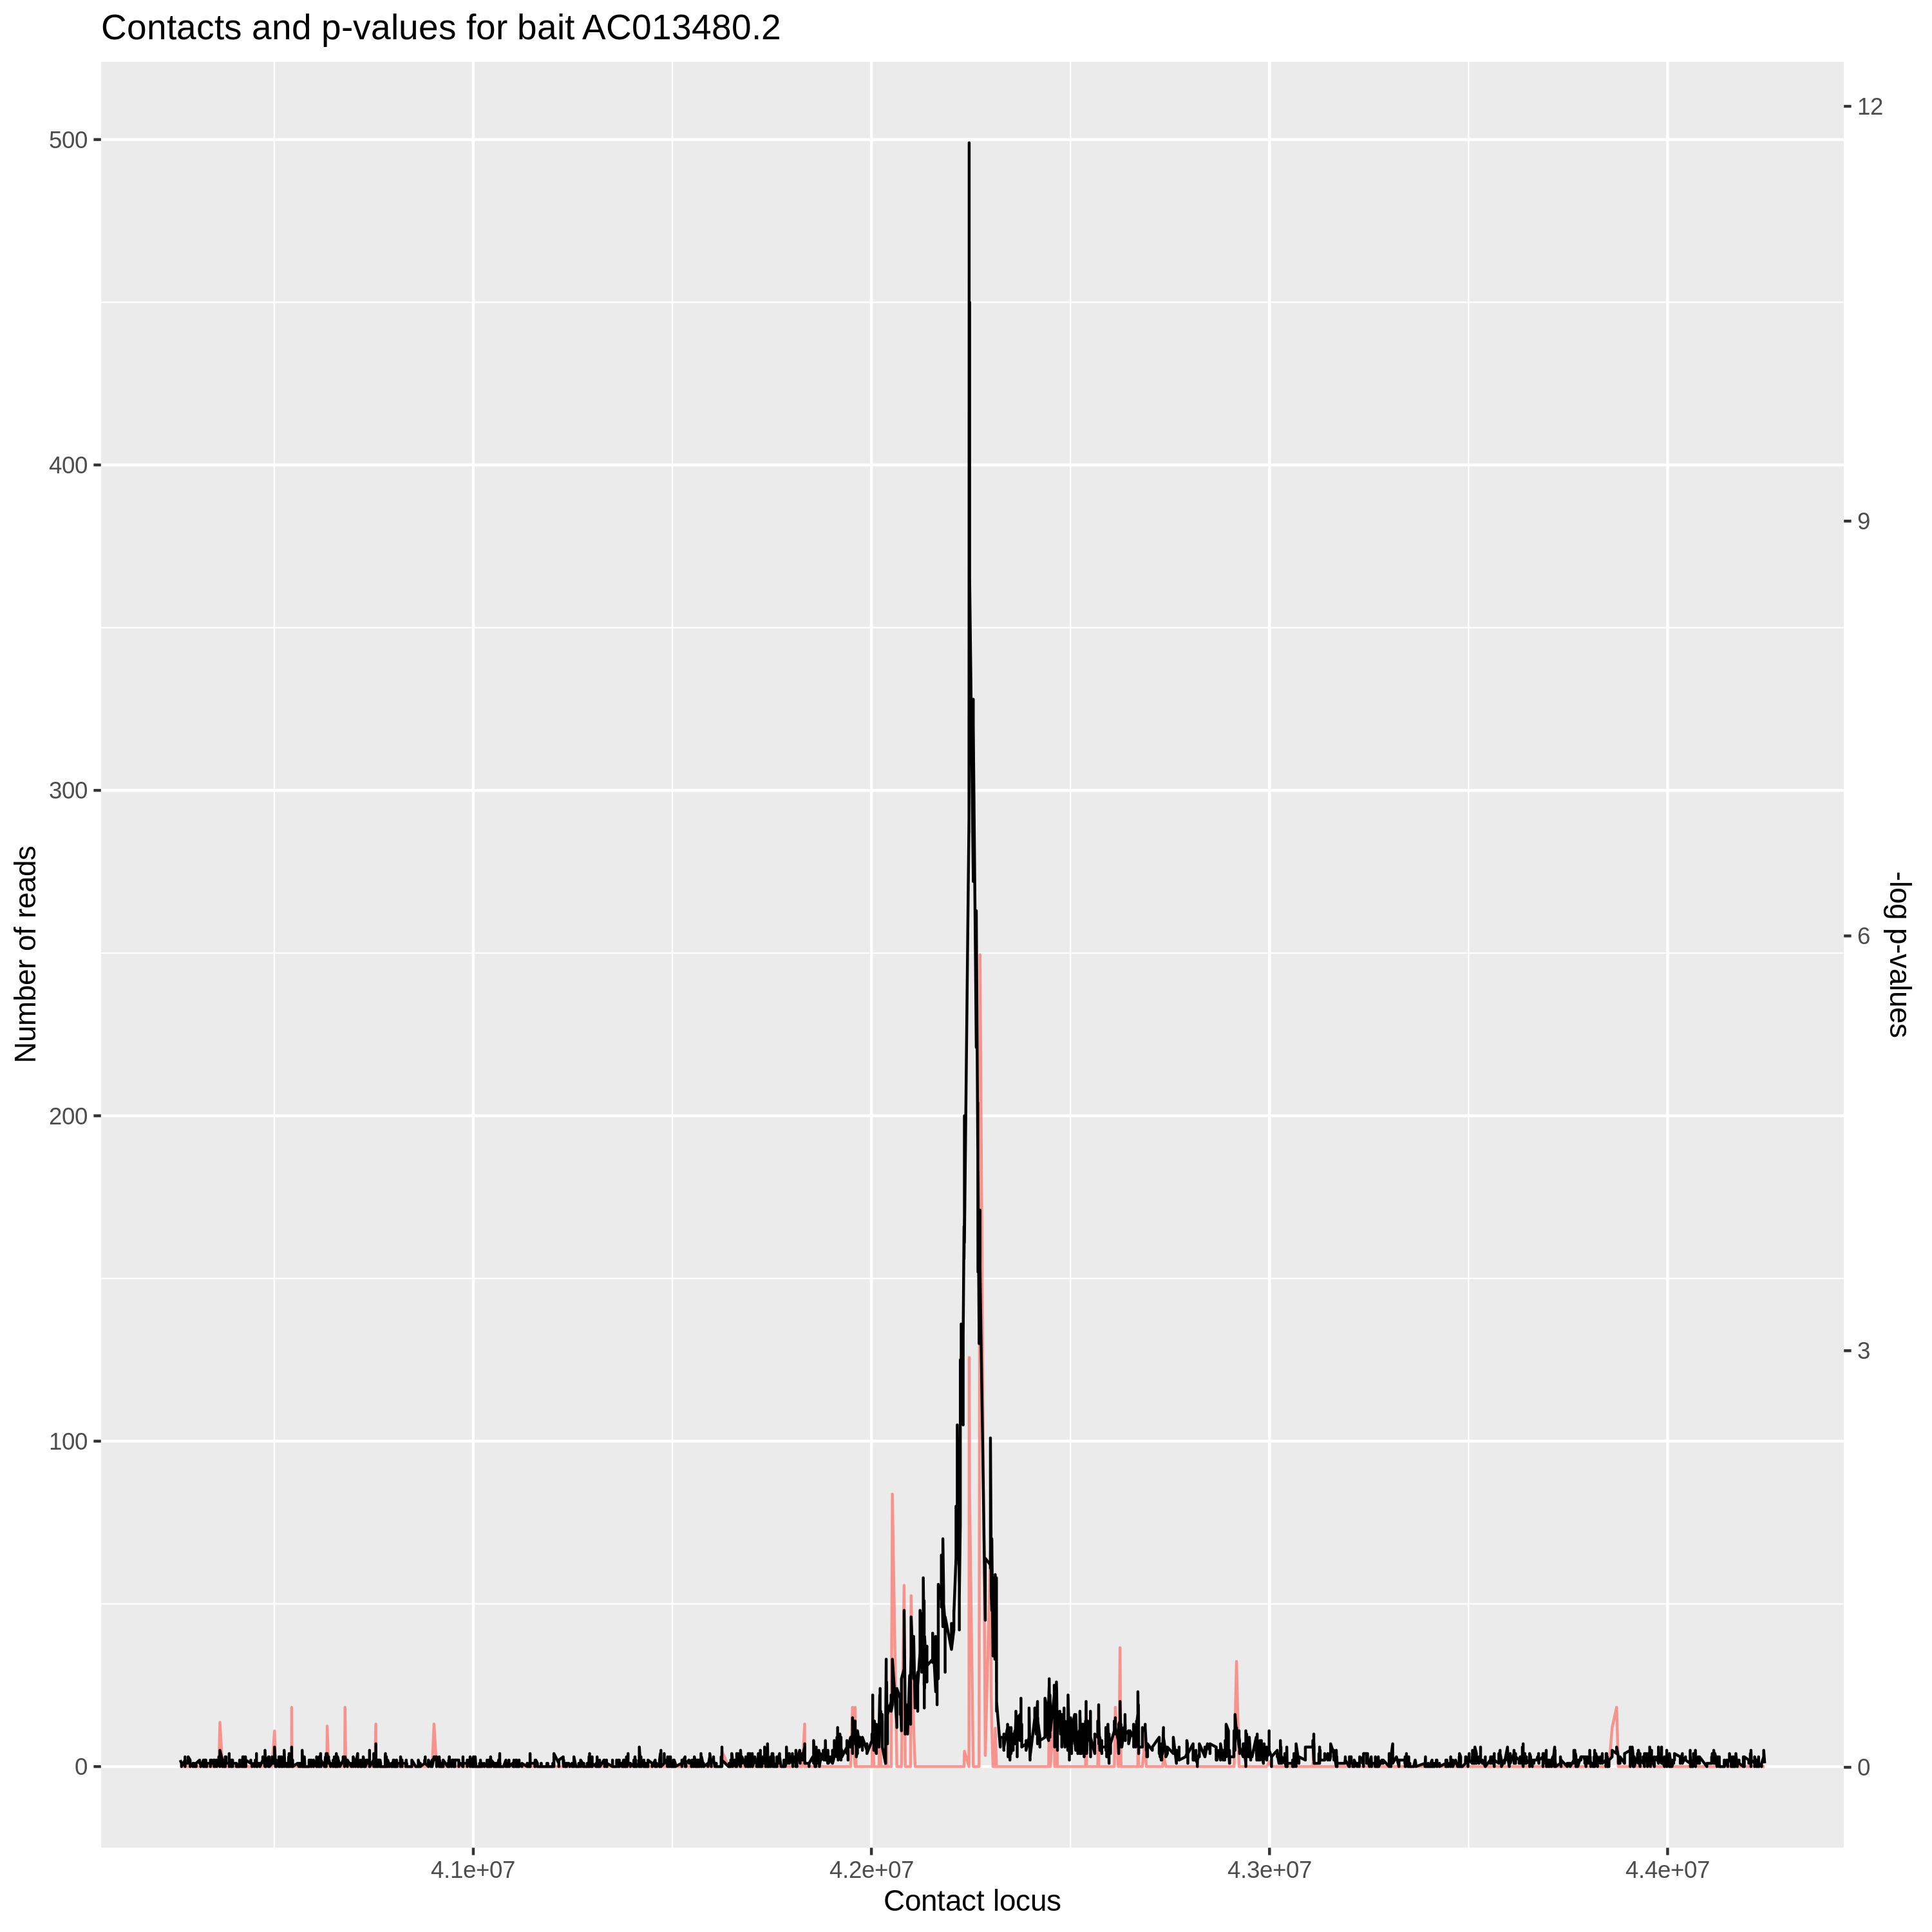 Contacts and p-values for bait AC013480.2
500
400
300
200
100
0
Number of reads
12
9
6
3
0
-log p-values
4.1e+07
4.2e+07
4.3e+07
4.4e+07
Contact locus